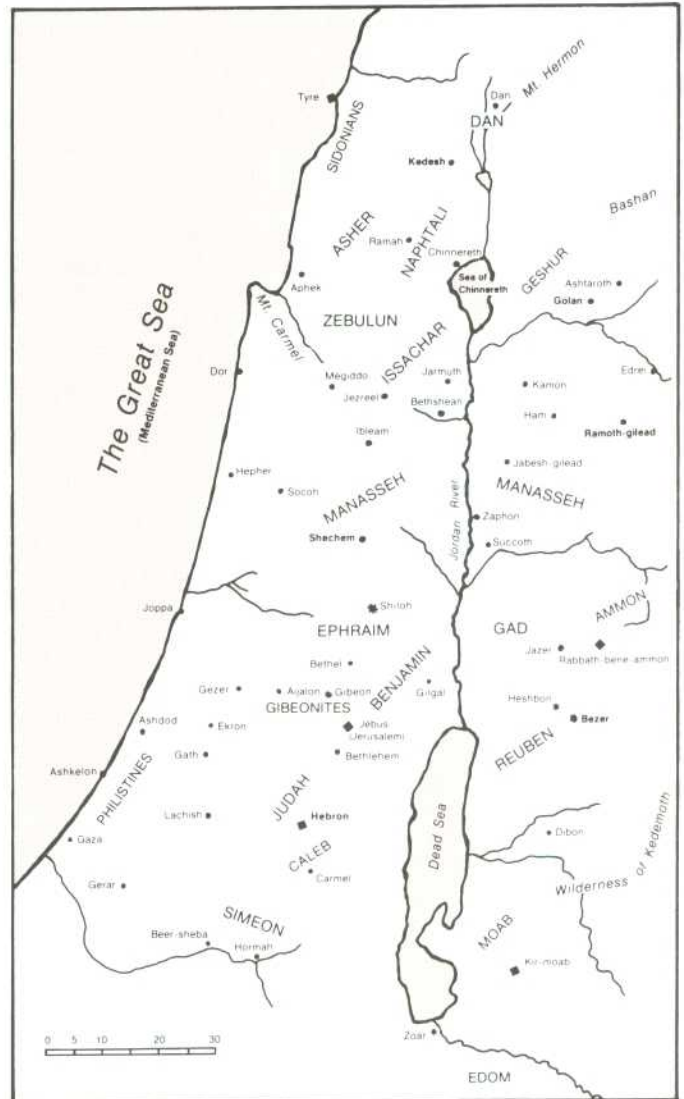 Mt. Hermon
Dan
Tyre
DAN
SIDONIANS
Kedesh
Bashan
ASHER
NAPHTALI
Ramah
Chinnereth
GESHUR
Sea of
Chinnereth
Aphek
Ashtaroth
Golan
The Great Sea
(Mediterranean Sea)
Mt. Carmel
ZEBULUN
ISSACHAR
Dor
Megiddo
Jarmuth
Edrei
Kamon
Jezreel
Bethshean
Ham
Ramoth-gilead
Ibleam
Jabesh-gilead
Hepher
Socoh
MANASSEH
MANASSEH
Jordan River
Zaphon
Shechem
Succoth
Joppa
Shiloh
AMMON
EPHRAIM
GAD
Jazer
Rabbath-bene-ammon
Bethel
BENJAMIN
Gezer
Aijalon
Gibeon
Gilgal
GIBEONITES
Heshbon
Bezer
Ashdod
Ekron
Jebus
(Jerusalem)
REUBEN
Gath
Bethlehem
Ashkelon
PHILISTINES
JUDAH
Lachish
Hebron
Dead Sea
Dibon
Gaza
CALEB
Carmel
Wilderness of Kedemoth
Gerar
SIMEON
MOAB
Beer-sheba
Hormah
Kir-moab
Zoar
0 5 10 20 30
EDOM